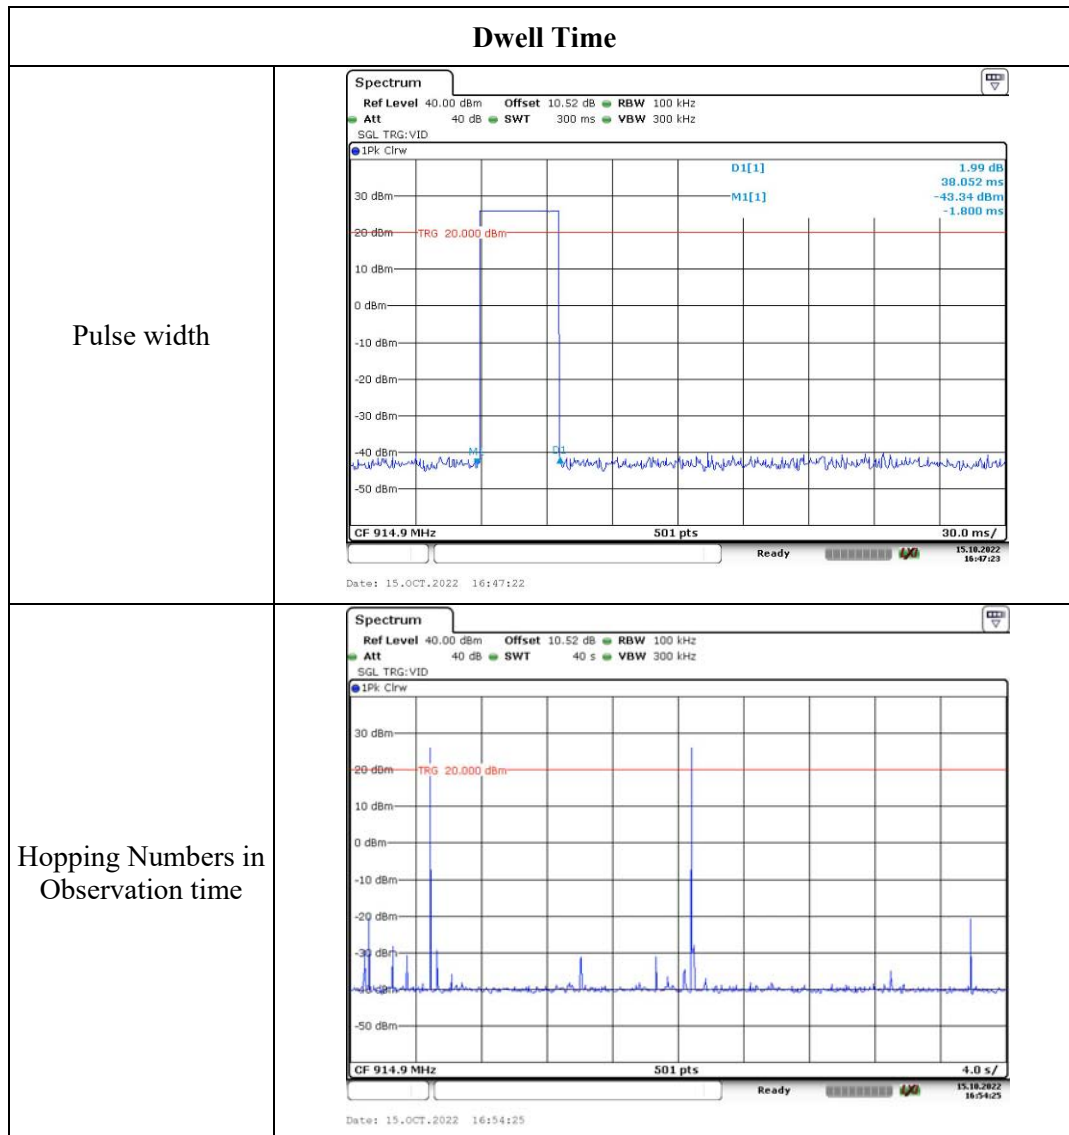 Dwell Time
Pulse width
Spectrum
Ref Level 40.00 dBm Offset 10.52 dB RBW 100 kHz
Att 40 dB SWT 300 ms VBW 300 kHz
SGL TRG:VID
1Pk Clrw
D1[1] 1.99 dB
38.052 ms
M1[1] -43.34 dBm
-1.800 ms
30 dBm
20 dBm
TRG 20.000 dBm
10 dBm
0 dBm
-10 dBm
-20 dBm
-30 dBm
-40 dBm
M
D1
-50 dBm
CF 914.9 MHz 501 pts 30.0 ms/
Ready 15.10.2022
16:47:23
Date: 15.OCT.2022 16:47:22
Hopping Numbers in
Observation time
Spectrum
Ref Level 40.00 dBm Offset 10.52 dB RBW 100 kHz
Att 40 dB SWT 40 s VBW 300 kHz
SGL TRG:VID
1Pk Clrw
30 dBm
20 dBm
TRG 20.000 dBm
10 dBm
0 dBm
-10 dBm
-20 dBm
-30 dBm
-50 dBm
CF 914.9 MHz 501 pts 4.0 s/
Ready 15.10.2022
16:54:25
Date: 15.OCT.2022 16:54:25